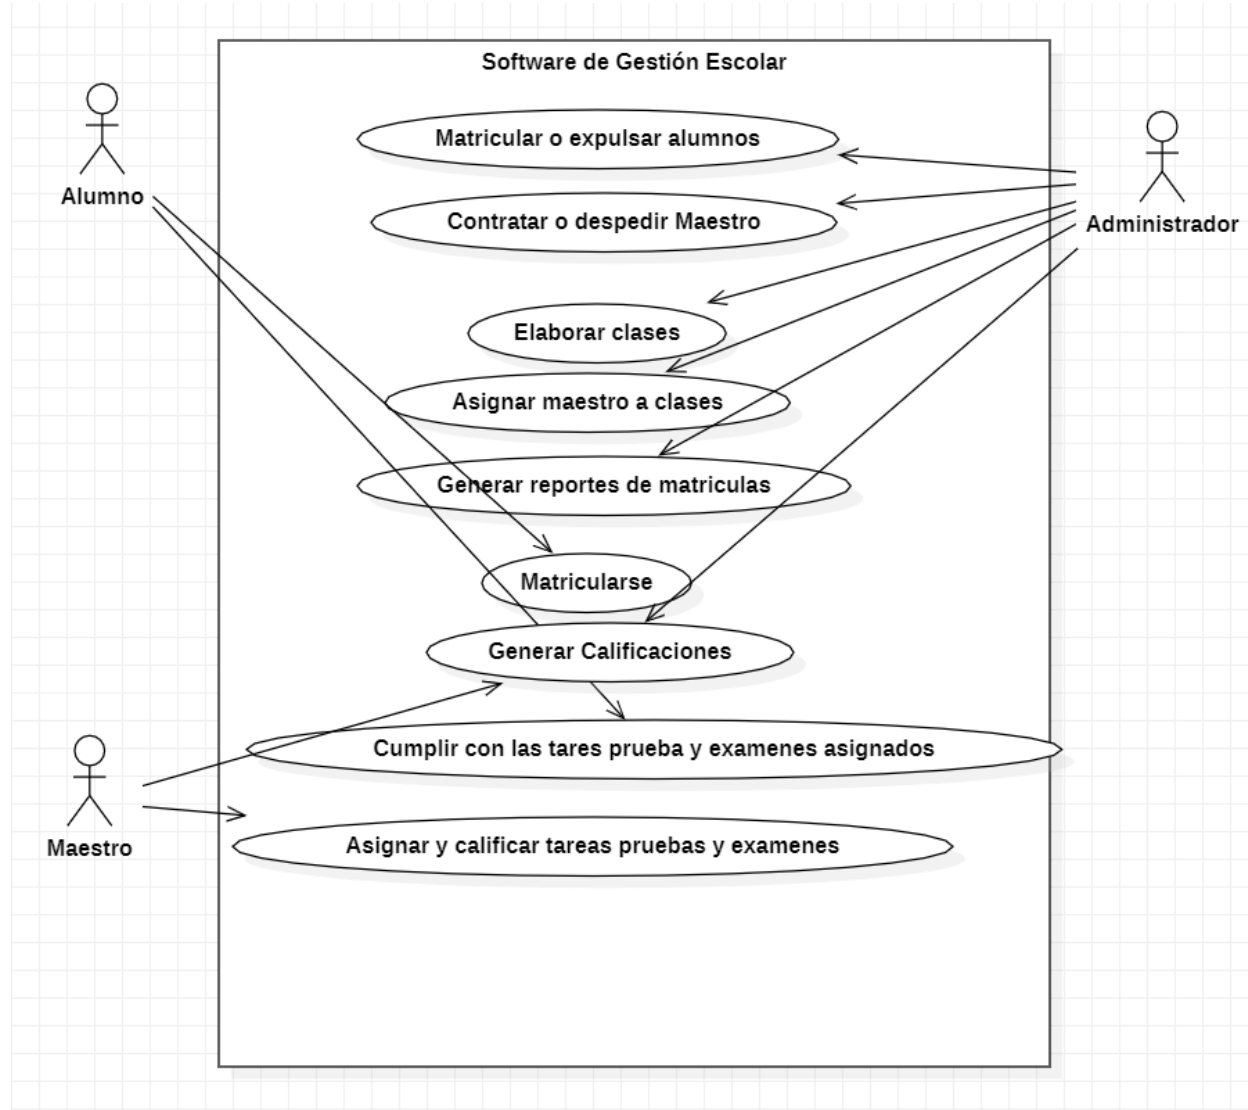 Software de Gestión Escolar
Matricular o expulsar alumnos
Alumno
Contratar o despedir Maestro
Administrador
Elaborar clases
Asignar maestro a clases
Generar reportes de matriculas
Matricularse
Generar Calificaciones
Cumplir con las tares prueba y examenes asignados
Maestro
Asignar y calificar tareas pruebas y examenes